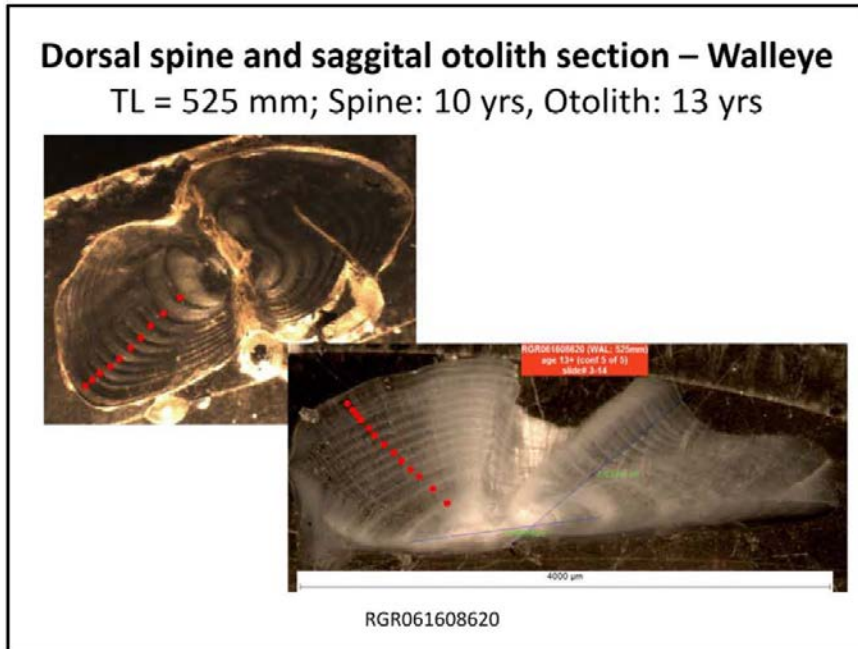 Dorsal spine and saggital otolith section – Walleye
TL = 525 mm; Spine: 10 yrs, Otolith: 13 yrs
RGR061608620 (WAL: 525mm)
age 13+ (conf 5 of 5)
slide# 3-14
4000 µm
RGR061608620